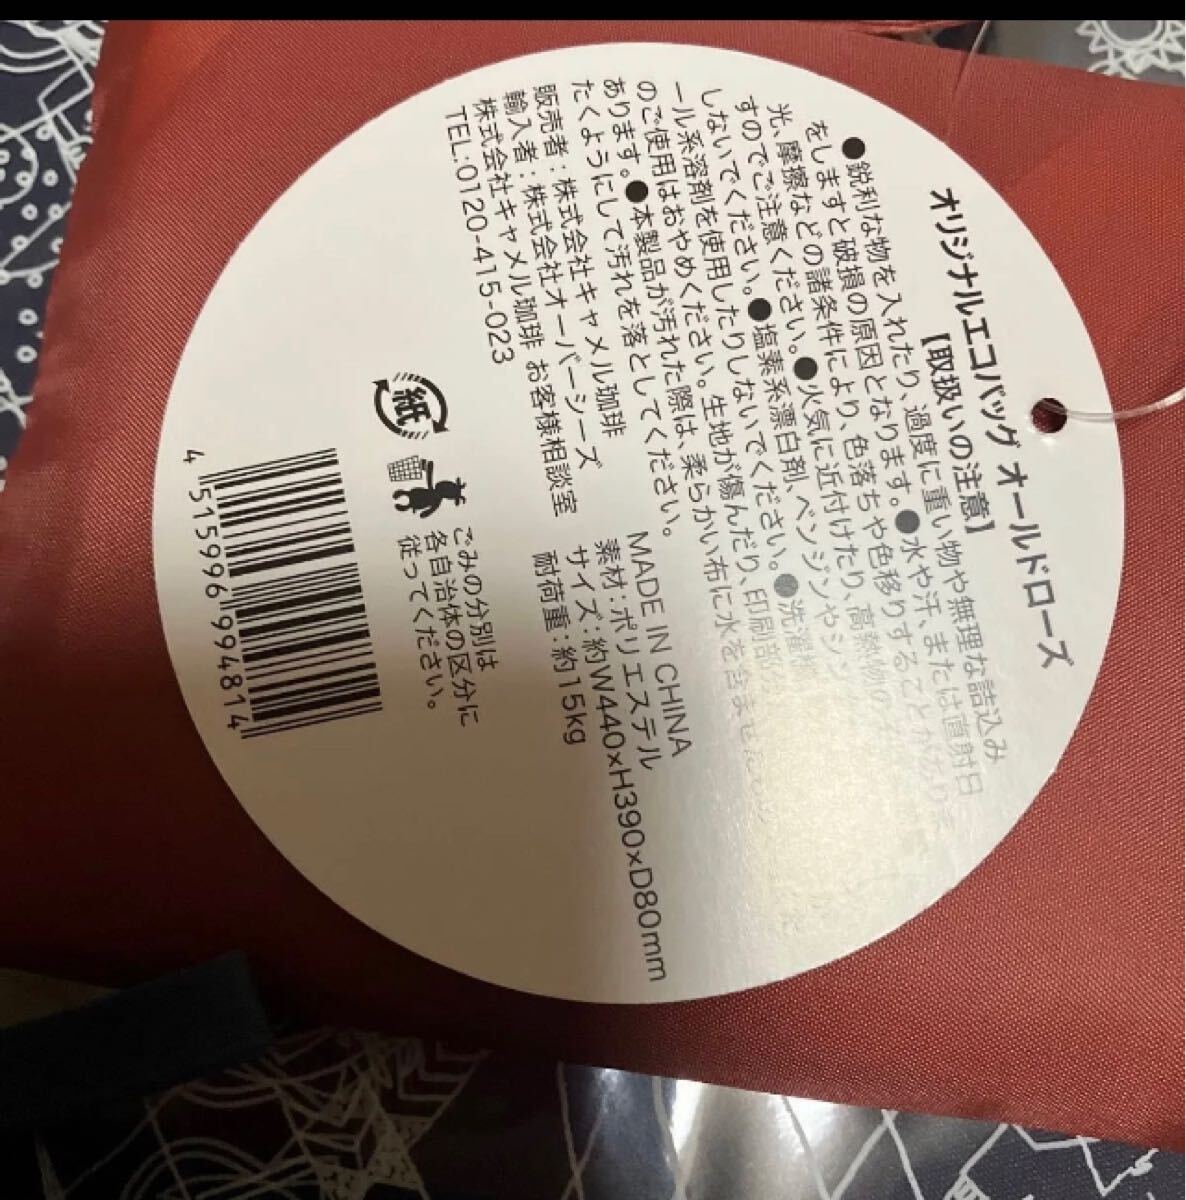 オリジナルエコバッグ オールドローズ
【取扱いの注意】
●鋭利な物を入れたり、過度に重い物や無理な詰込み
をしますと破損の原因となります。●水や汗、または直射日
光、摩擦などの諸条件により、色落ちや色移りすることがありま
すのでご注意ください。●火気に近付けたり、高熱物の
しないでください。●塩素系漂白剤、ベンジンやシン
ール系溶剤を使用したりしないでください。●洗濯機
のご使用はおやめください。生地が傷んだり、印刷部分
あります。●本製品が汚れた際は、柔らかい布に水を含ませ
たくようにして汚れを落としてください。
販売者：株式会社キャメル珈琲
輸入者：株式会社オーバーシーズ
株式会社キャメル珈琲 お客様相談室
TEL:0120-415-023
MADE IN CHINA
素材：ポリエステル
サイズ：約W440×H390×D80mm
耐荷重：約15kg
紙
ごみの分別は
各自治体の区分に
従ってください。
4 515996 994814